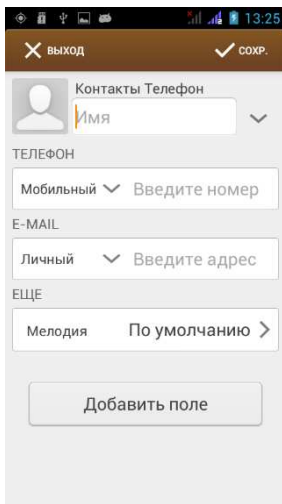 13:25
ВЫХОД СОХР.
Контакты Телефон
Имя
ТЕЛЕФОН
Мобильный Введите номер
E-MAIL
Личный Введите адрес
ЕЩЕ
Мелодия По умолчанию
Добавить поле